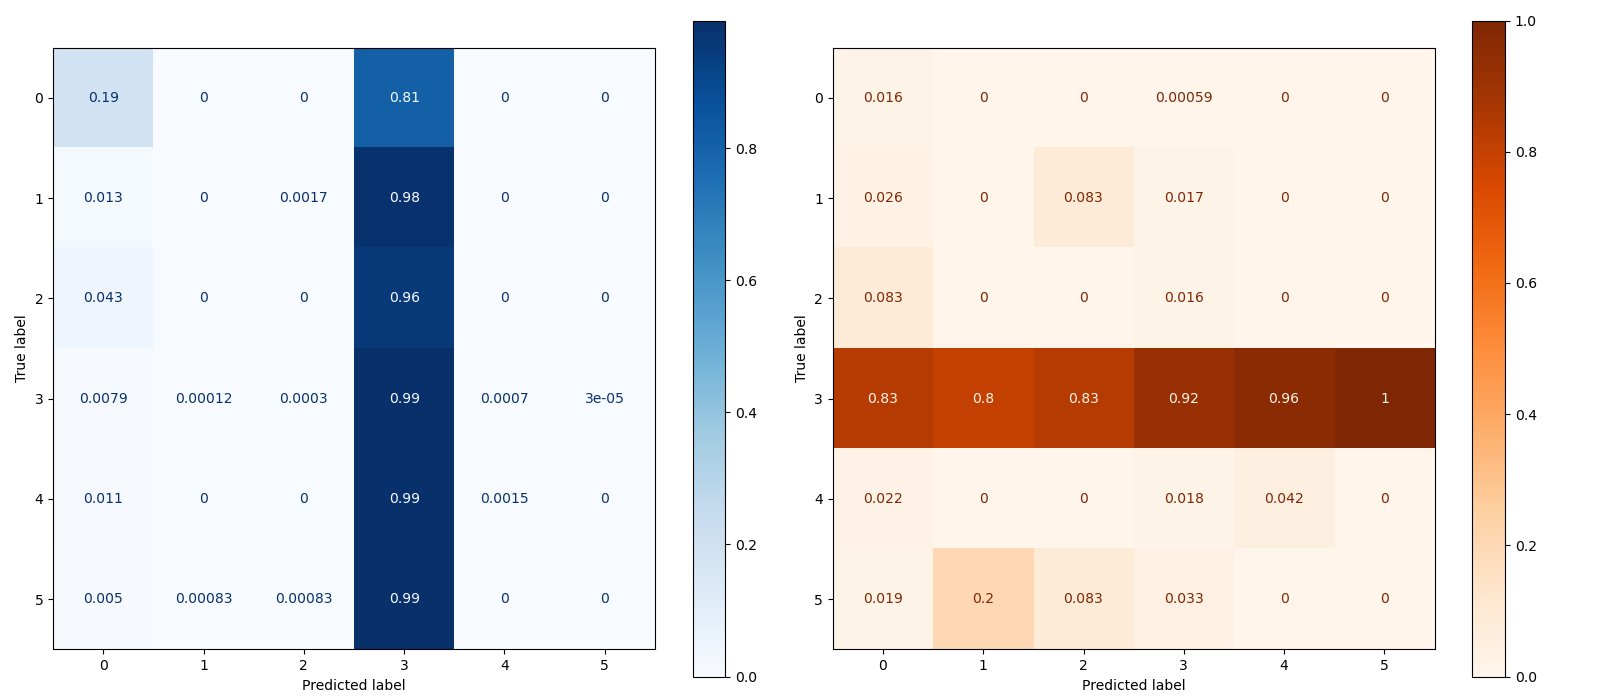 0 0.19 0 0 0.81 0 0
1 0.013 0 0.0017 0.98 0 0
2 0.043 0 0 0.96 0 0
3 0.0079 0.00012 0.0003 0.99 0.0007 3e-05
4 0.011 0 0 0.99 0.0015 0
5 0.005 0.00083 0.00083 0.99 0 0
0 1 2 3 4 5
Predicted label
True label
0.8
0.6
0.4
0.2
0.0
0 0.016 0 0 0.00059 0 0
1 0.026 0 0.083 0.017 0 0
2 0.083 0 0 0.016 0 0
3 0.83 0.8 0.83 0.92 0.96 1
4 0.022 0 0 0.018 0.042 0
5 0.019 0.2 0.083 0.033 0 0
0 1 2 3 4 5
Predicted label
True label
1.0
0.8
0.6
0.4
0.2
0.0